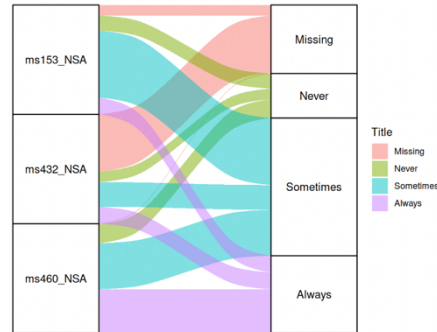 ms153_NSA
ms432_NSA
ms460_NSA
Missing
Never
Sometimes
Always
Title
Missing
Never
Sometimes
Always